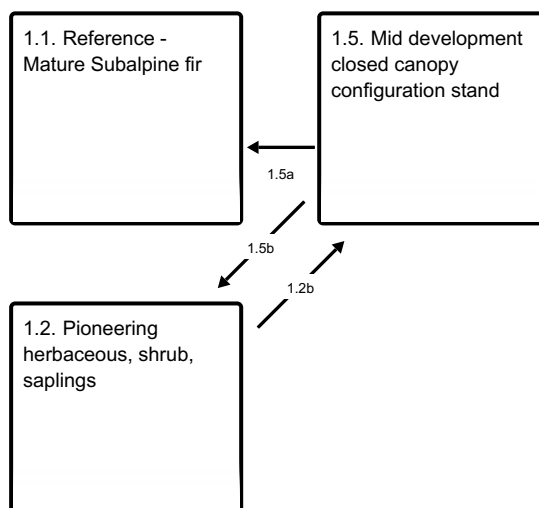 1.1. Reference -
Mature Subalpine fir
1.5. Mid development
closed canopy
configuration stand
1.5a
1.5b
1.2b
1.2. Pioneering
herbaceous, shrub,
saplings